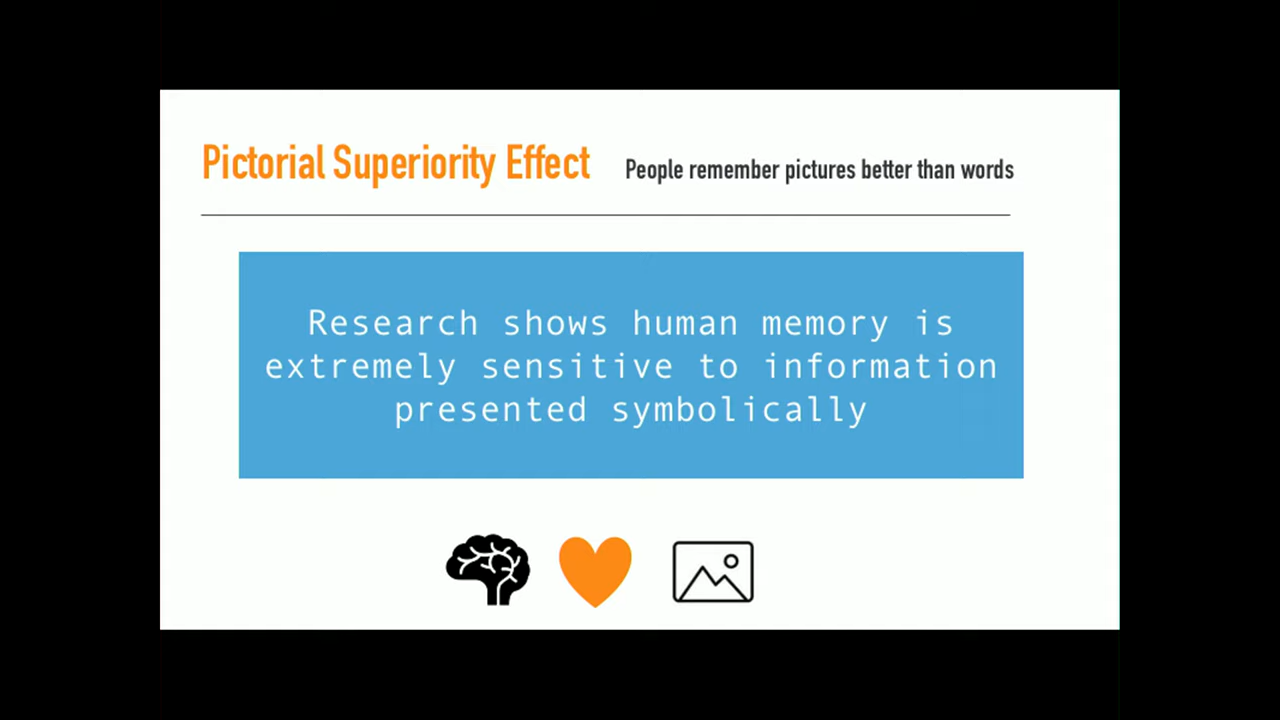 Pictorial Superiority Effect People remember pictures better than words
Research shows human memory is
extremely sensitive to information
presented symbolically